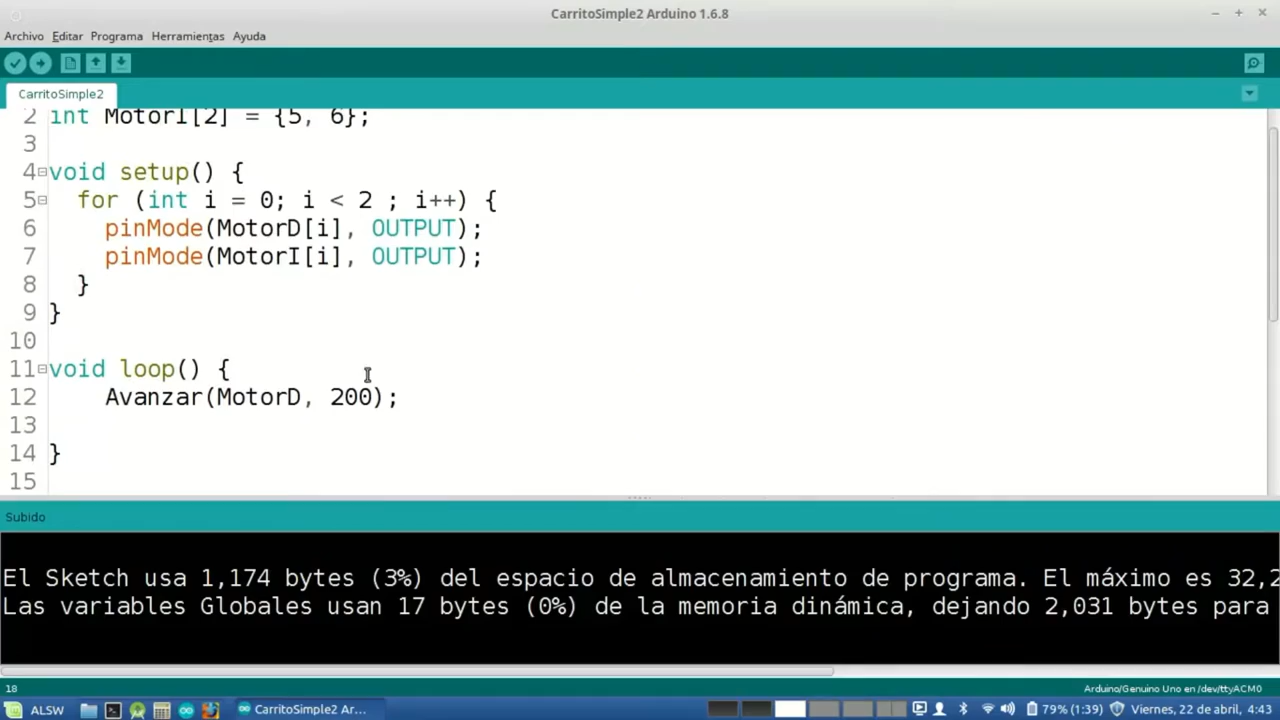 CarritoSimple2 Arduino 1.6.8
Archivo Editar Programa Herramientas Ayuda
CarritoSimple2
2 int MotorI[2] = {5, 6};
3
4 void setup() {
5 for (int i = 0; i < 2 ; i++) {
6 pinMode(MotorD[i], OUTPUT);
7 pinMode(MotorI[i], OUTPUT);
8 }
9 }
10
11 void loop() {
12 Avanzar(MotorD, 200);
13
14 }
15
Subido
El Sketch usa 1,174 bytes (3%) del espacio de almacenamiento de programa. El máximo es 32,2
Las variables Globales usan 17 bytes (0%) de la memoria dinámica, dejando 2,031 bytes para
18
Arduino/Genuino Uno en /dev/ttyACM0
ALSW CarritoSimple2 Ar... 79% (1:39) Viernes, 22 de abril, 4:43